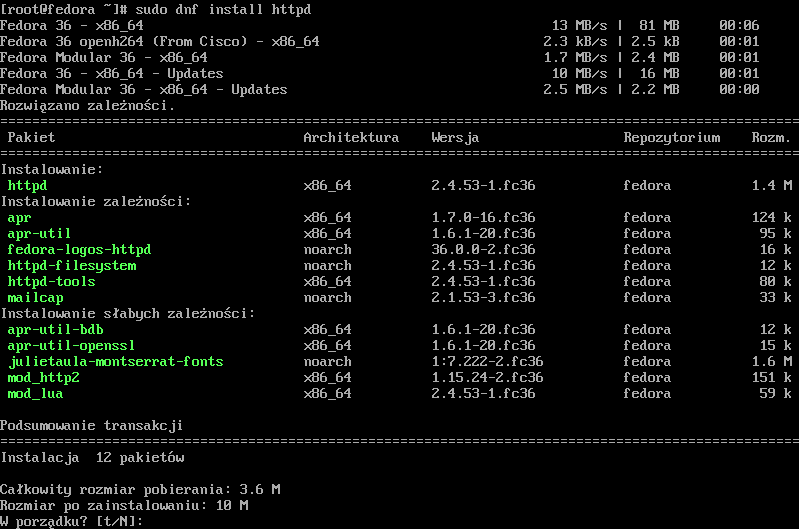 [root@fedora ~]# sudo dnf install httpd
Fedora 36 - x86_64                                              13 MB/s |  81 MB     00:06
Fedora 36 openh264 (From Cisco) - x86_64                       2.3 kB/s | 2.5 kB     00:01
Fedora Modular 36 - x86_64                                     1.7 MB/s | 2.4 MB     00:01
Fedora 36 - x86_64 - Updates                                    10 MB/s |  16 MB     00:01
Fedora Modular 36 - x86_64 - Updates                           2.5 MB/s | 2.2 MB     00:00
Rozwiązano zależności.
====================================================================================================
 Pakiet                               Architektura    Wersja                  Repozytorium    Rozm.
====================================================================================================
Instalowanie:
 httpd                                x86_64          2.4.53-1.fc36           fedora          1.4 M
Instalowanie zależności:
 apr                                  x86_64          1.7.0-16.fc36           fedora          124 k
 apr-util                             x86_64          1.6.1-20.fc36           fedora           95 k
 fedora-logos-httpd                   noarch          36.0.0-2.fc36           fedora           16 k
 httpd-filesystem                     noarch          2.4.53-1.fc36           fedora           12 k
 httpd-tools                          x86_64          2.4.53-1.fc36           fedora           80 k
 mailcap                              noarch          2.1.53-3.fc36           fedora           33 k
Instalowanie słabych zależności:
 apr-util-bdb                         x86_64          1.6.1-20.fc36           fedora           12 k
 apr-util-openssl                     x86_64          1.6.1-20.fc36           fedora           15 k
 julietaula-montserrat-fonts          noarch          1:7.222-2.fc36          fedora          1.6 M
 mod_http2                            x86_64          1.15.24-2.fc36          fedora          151 k
 mod_lua                              x86_64          2.4.53-1.fc36           fedora           59 k
Podsumowanie transakcji
====================================================================================================
Instalacja  12 pakietów
Całkowity rozmiar pobierania: 3.6 M
Rozmiar po zainstalowaniu: 10 M
W porządku? [t/N]: